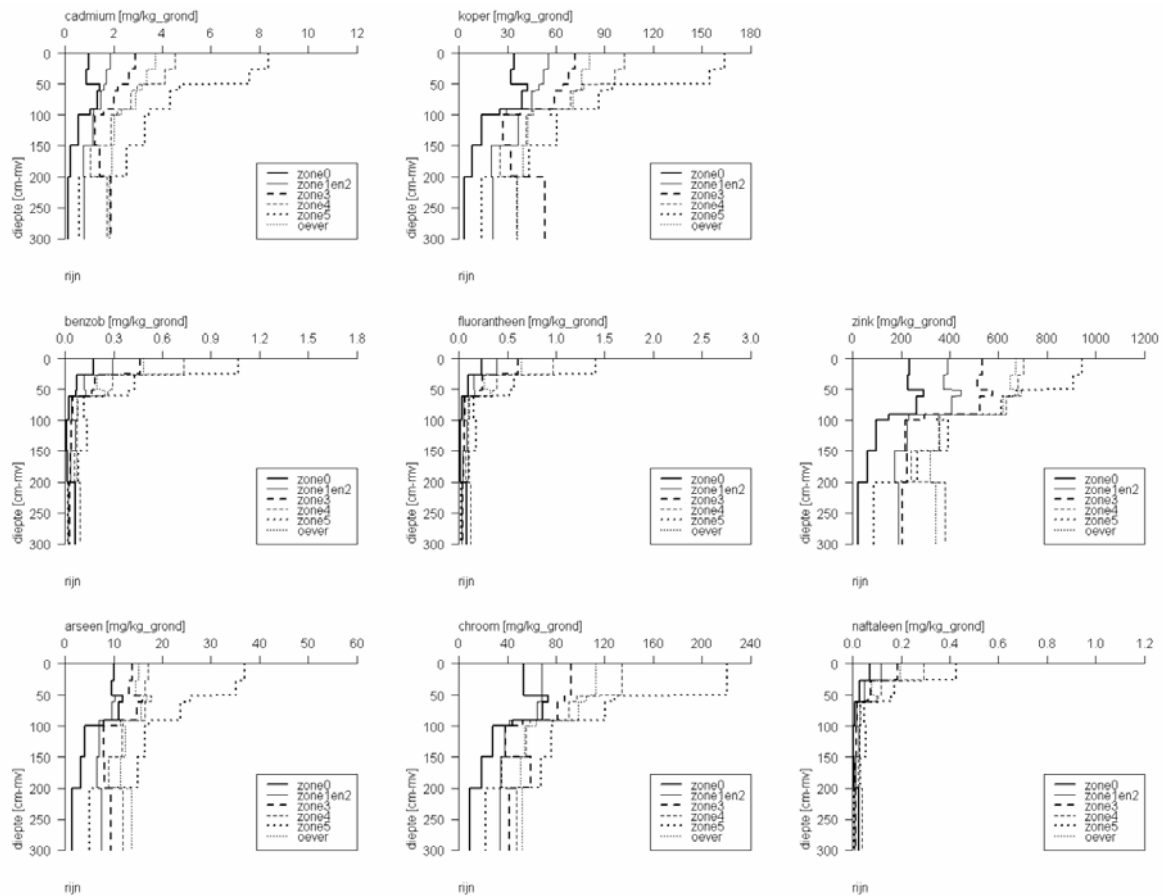 cadmium [mg/kg_grond]
0 2 4 6 8 10 12
0
50
100
150
200
250
300
diepte [cm-mv]
zone0
zone1en2
zone3
zone4
zone5
oever
rijn
koper [mg/kg_grond]
0 30 60 90 120 150 180
0
50
100
150
200
250
300
diepte [cm-mv]
zone0
zone1en2
zone3
zone4
zone5
oever
rijn
benzob [mg/kg_grond]
0.0 0.3 0.6 0.9 1.2 1.5 1.8
0
50
100
150
200
250
300
diepte [cm-mv]
zone0
zone1en2
zone3
zone4
zone5
oever
rijn
fluorantheen [mg/kg_grond]
0.0 0.5 1.0 1.5 2.0 2.5 3.0
0
50
100
150
200
250
300
diepte [cm-mv]
zone0
zone1en2
zone3
zone4
zone5
oever
rijn
zink [mg/kg_grond]
0 200 400 600 800 1000 1200
0
50
100
150
200
250
300
diepte [cm-mv]
zone0
zone1en2
zone3
zone4
zone5
oever
rijn
arseen [mg/kg_grond]
0 10 20 30 40 50 60
0
50
100
150
200
250
300
diepte [cm-mv]
zone0
zone1en2
zone3
zone4
zone5
oever
rijn
chroom [mg/kg_grond]
0 40 80 120 160 200 240
0
50
100
150
200
250
300
diepte [cm-mv]
zone0
zone1en2
zone3
zone4
zone5
oever
rijn
naftaleen [mg/kg_grond]
0.0 0.2 0.4 0.6 0.8 1.0 1.2
0
50
100
150
200
250
300
diepte [cm-mv]
zone0
zone1en2
zone3
zone4
zone5
oever
rijn